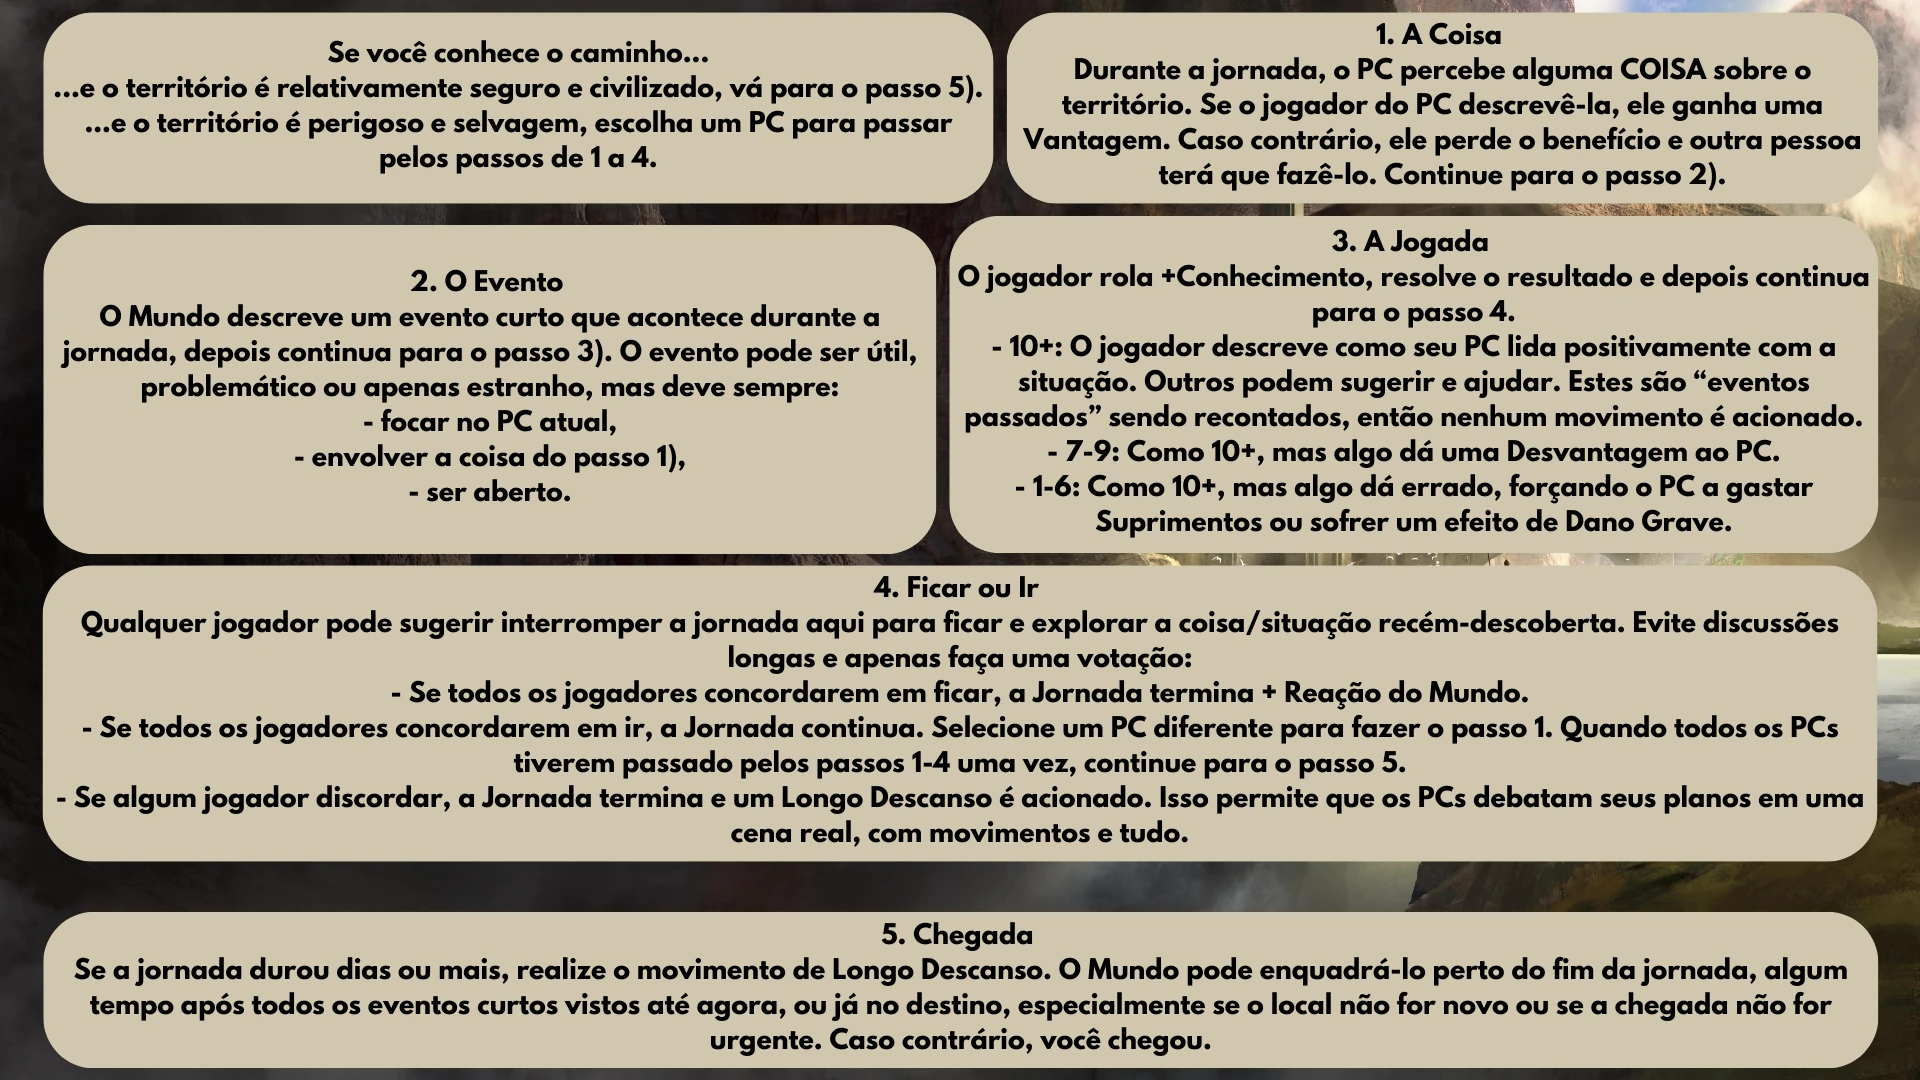 Se você conhece o caminho...
...e o território é relativamente seguro e civilizado, vá para o passo 5).
...e o território é perigoso e selvagem, escolha um PC para passar
pelos passos de 1 a 4.
1. A Coisa
Durante a jornada, o PC percebe alguma COISA sobre o
território. Se o jogador do PC descrevê-la, ele ganha uma
Vantagem. Caso contrário, ele perde o benefício e outra pessoa
terá que fazê-lo. Continue para o passo 2).
2. O Evento
O Mundo descreve um evento curto que acontece durante a
jornada, depois continua para o passo 3). O evento pode ser útil,
problemático ou apenas estranho, mas deve sempre:
- focar no PC atual,
- envolver a coisa do passo 1),
- ser aberto.
3. A Jogada
O jogador rola +Conhecimento, resolve o resultado e depois continua
para o passo 4.
- 10+: O jogador descreve como seu PC lida positivamente com a
situação. Outros podem sugerir e ajudar. Estes são “eventos
passados” sendo recontados, então nenhum movimento é acionado.
- 7-9: Como 10+, mas algo dá uma Desvantagem ao PC.
- 1-6: Como 10+, mas algo dá errado, forçando o PC a gastar
Suprimentos ou sofrer um efeito de Dano Grave.
4. Ficar ou Ir
Qualquer jogador pode sugerir interromper a jornada aqui para ficar e explorar a coisa/situação recém-descoberta. Evite discussões
longas e apenas faça uma votação:
- Se todos os jogadores concordarem em ficar, a Jornada termina + Reação do Mundo.
- Se todos os jogadores concordarem em ir, a Jornada continua. Selecione um PC diferente para fazer o passo 1. Quando todos os PCs
tiverem passado pelos passos 1-4 uma vez, continue para o passo 5.
- Se algum jogador discordar, a Jornada termina e um Longo Descanso é acionado. Isso permite que os PCs debatam seus planos em uma
cena real, com movimentos e tudo.
5. Chegada
Se a jornada durou dias ou mais, realize o movimento de Longo Descanso. O Mundo pode enquadrá-lo perto do fim da jornada, algum
tempo após todos os eventos curtos vistos até agora, ou já no destino, especialmente se o local não for novo ou se a chegada não for
urgente. Caso contrário, você chegou.